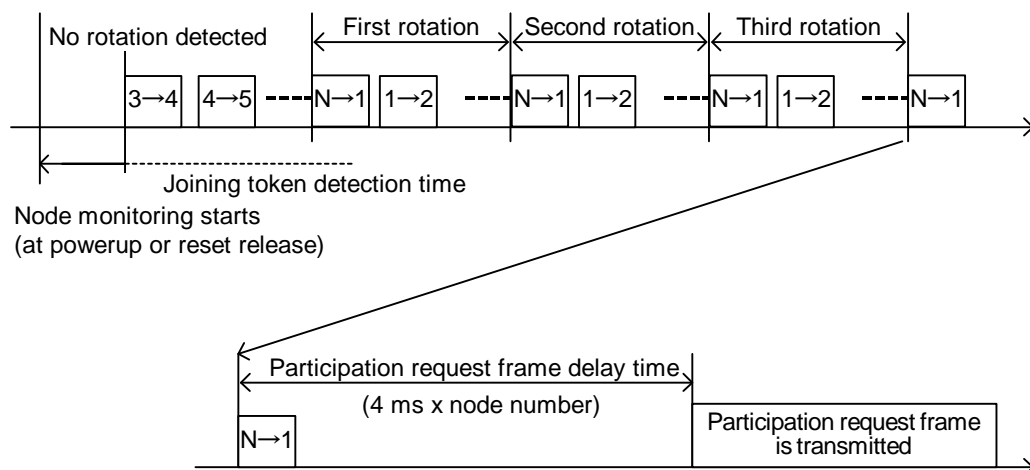 No rotation detected
First rotation
Second rotation
Third rotation
3→4
4→5
N→1
1→2
N→1
1→2
N→1
1→2
N→1
Joining token detection time
Node monitoring starts
(at powerup or reset release)
Participation request frame delay time
(4 ms x node number)
N→1
Participation request frame
is transmitted